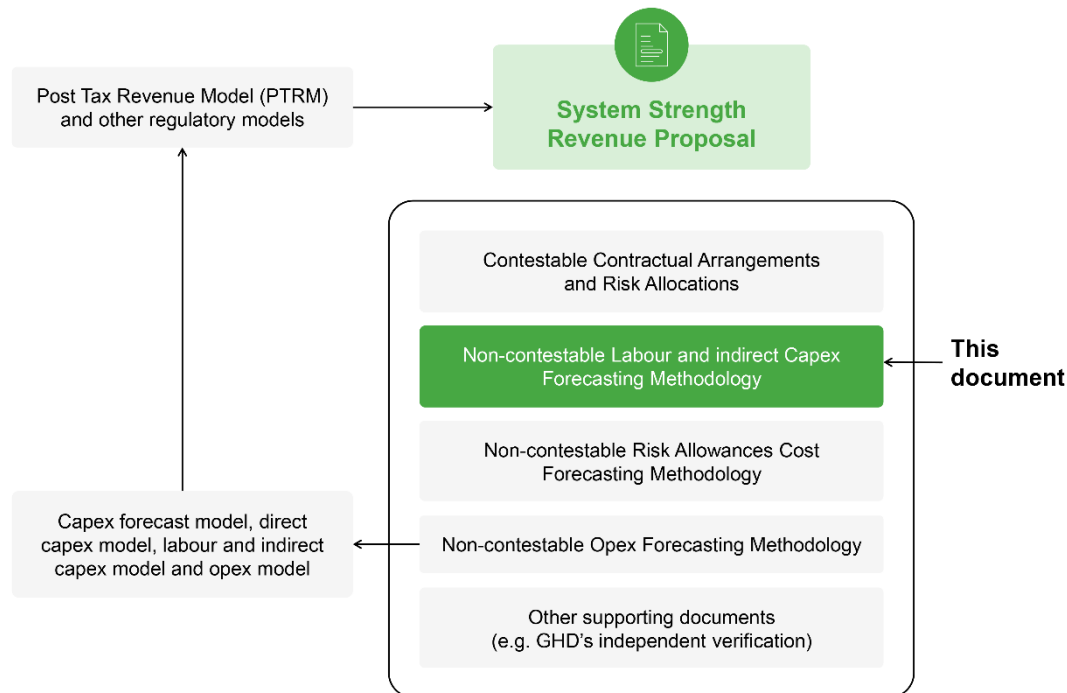 Post Tax Revenue Model (PTRM)
and other regulatory models
System Strength
Revenue Proposal
Contestable Contractual Arrangements
and Risk Allocations
Non-contestable Labour and indirect Capex
Forecasting Methodology
This
document
Non-contestable Risk Allowances Cost
Forecasting Methodology
Capex forecast model, direct
capex model, labour and indirect
capex model and opex model
Non-contestable Opex Forecasting Methodology
Other supporting documents
(e.g. GHD's independent verification)